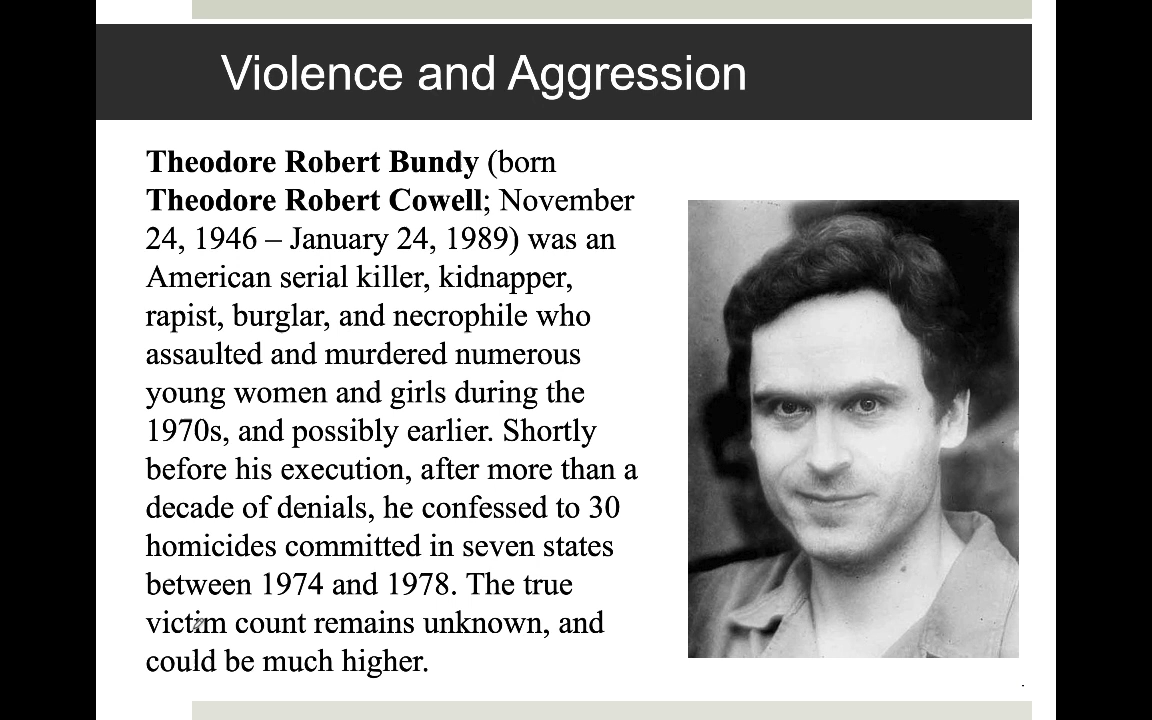 Violence and Aggression
Theodore Robert Bundy (born
Theodore Robert Cowell; November
24, 1946 – January 24, 1989) was an
American serial killer, kidnapper,
rapist, burglar, and necrophile who
assaulted and murdered numerous
young women and girls during the
1970s, and possibly earlier. Shortly
before his execution, after more than a
decade of denials, he confessed to 30
homicides committed in seven states
between 1974 and 1978. The true
victim count remains unknown, and
could be much higher.
.